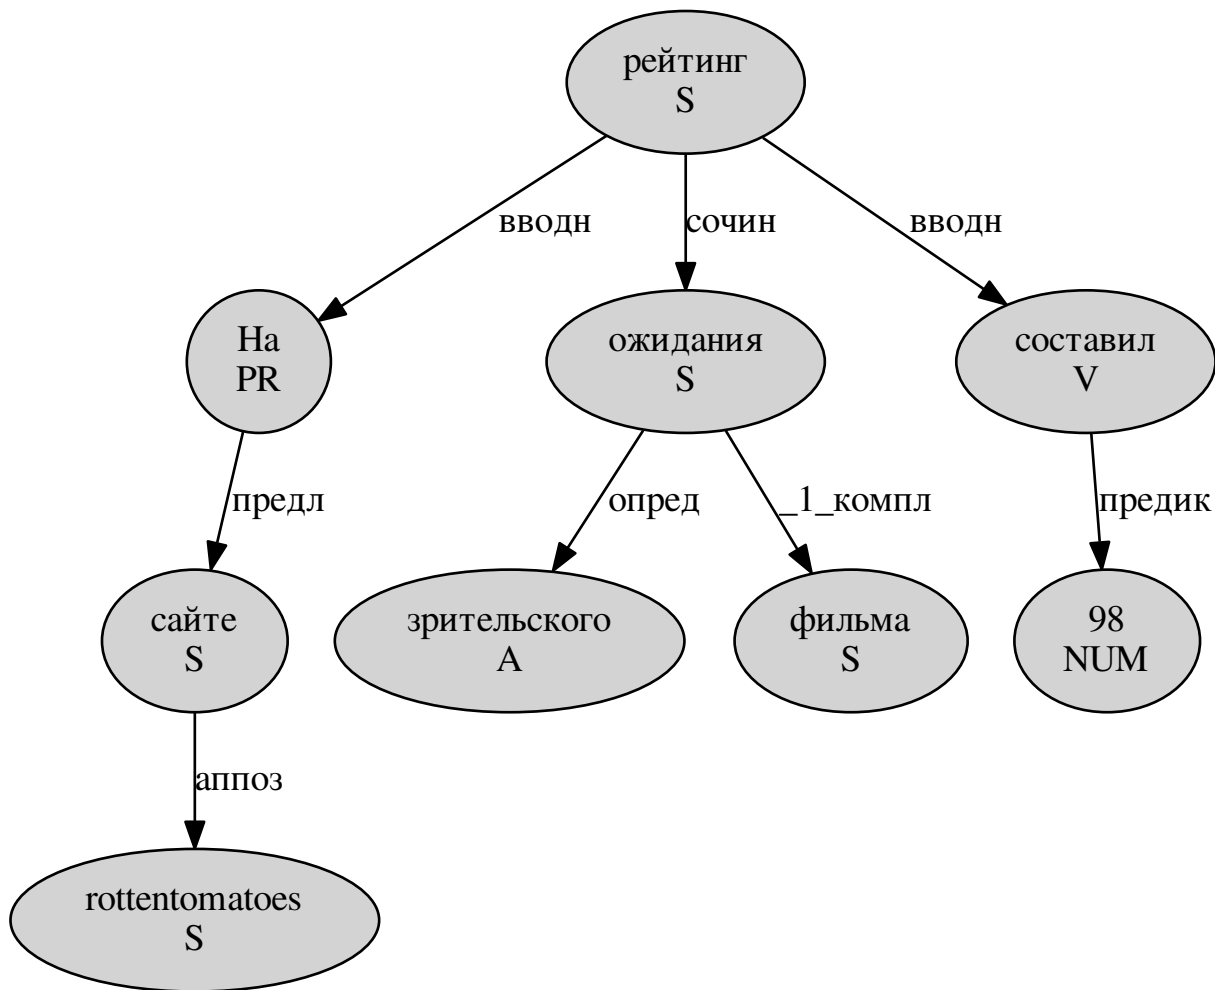 рейтинг
S
вводн
сочин
вводн
На
PR
ожидания
S
составил
V
предл
опред
_1_компл
предик
сайте
S
зрительского
A
фильма
S
98
NUM
аппоз
rottentomatoes
S